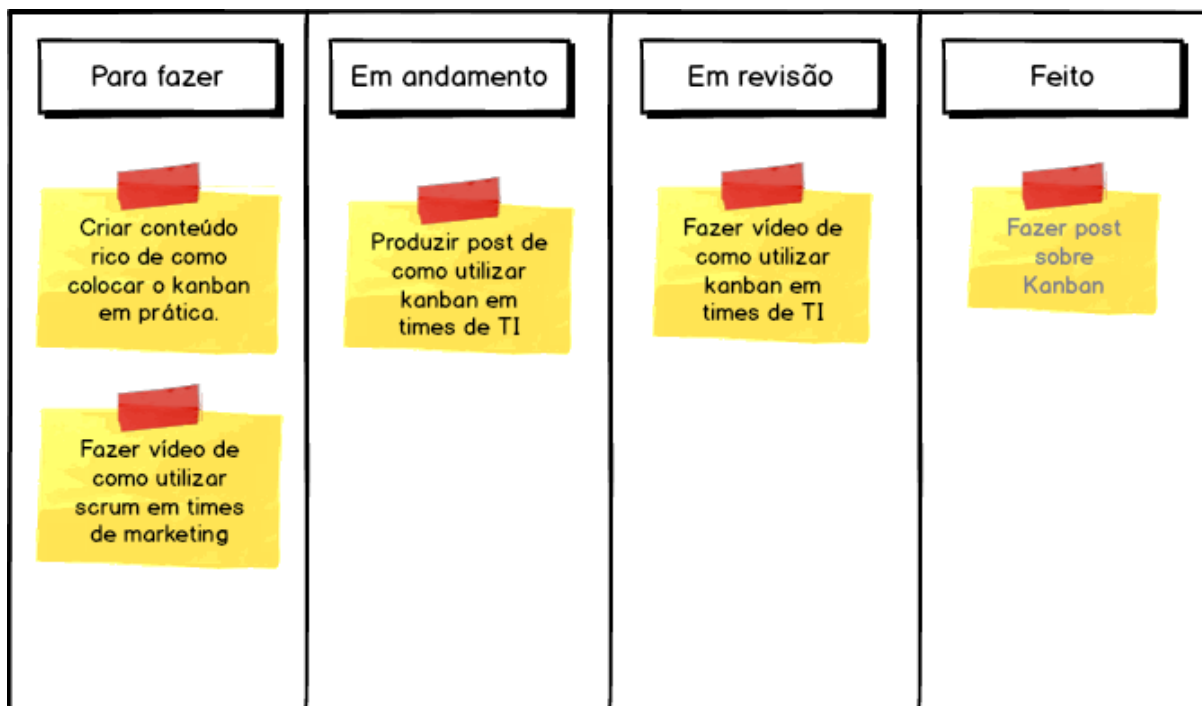 Para fazer
Em andamento
Em revisão
Feito
Criar conteúdo
rico de como
colocar o kanban
em prática.
Fazer vídeo de
como utilizar
scrum em times
de marketing
Produzir post de
como utilizar
kanban em
times de TI
Fazer vídeo de
como utilizar
kanban em
times de TI
Fazer post
sobre
Kanban